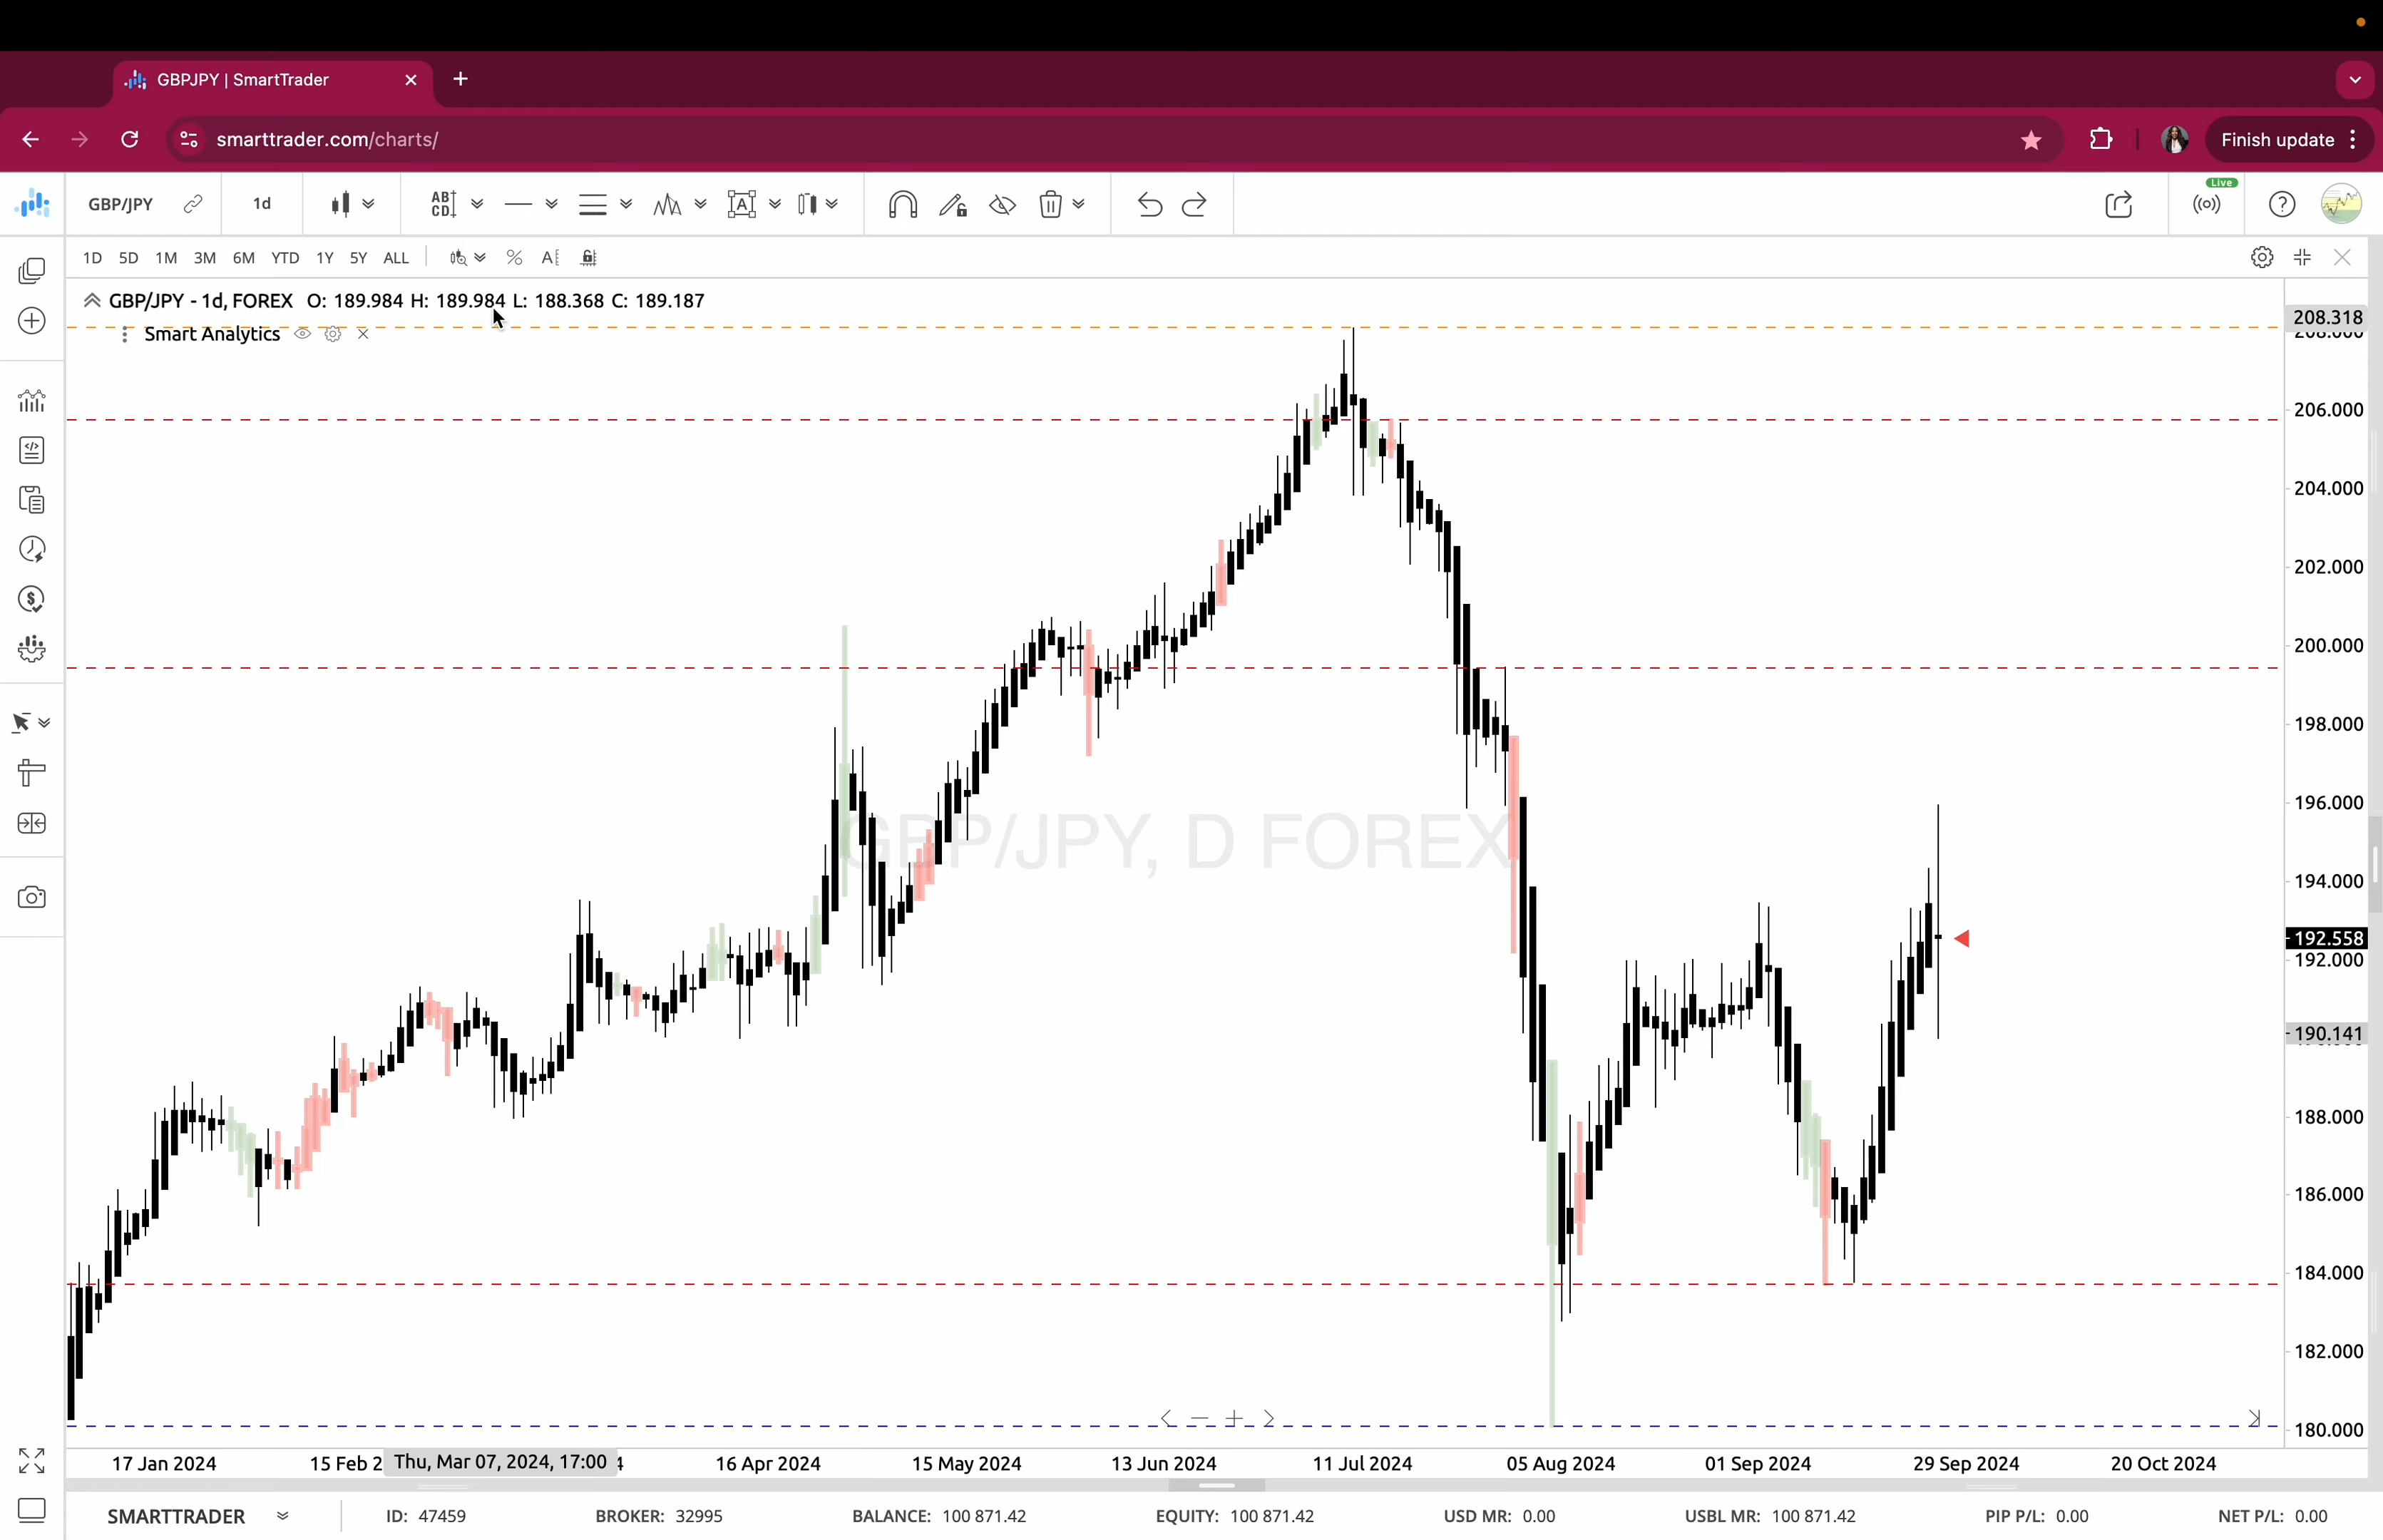 GBPJPY | SmartTrader
smarttrader.com/charts/
Finish update
GBP/JPY 1d
AB
CD
A
Live
1D 5D 1M 3M 6M YTD 1Y 5Y ALL % A
GBP/JPY - 1d, FOREX O: 189.984 H: 189.984 L: 188.368 C: 189.187
Smart Analytics
208.318
208.000
206.000
204.000
202.000
200.000
198.000
196.000
GBP/JPY, D FOREX
194.000
192.558
192.000
190.141
188.000
186.000
184.000
182.000
180.000
17 Jan 2024 15 Feb 2 Thu, Mar 07, 2024, 17:00 16 Apr 2024 15 May 2024 13 Jun 2024 11 Jul 2024 05 Aug 2024 01 Sep 2024 29 Sep 2024 20 Oct 2024
SMARTTRADER ID: 47459 BROKER: 32995 BALANCE: 100 871.42 EQUITY: 100 871.42 USD MR: 0.00 USBL MR: 100 871.42 PIP P/L: 0.00 NET P/L: 0.00